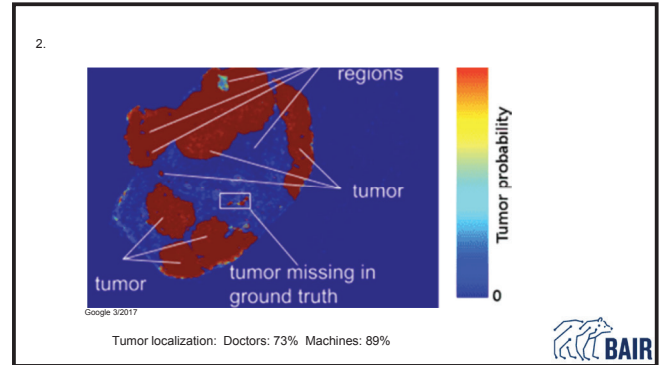 2.
regions
tumor
tumor
tumor missing in
ground truth
Tumor probability
0
Google 3/2017
Tumor localization: Doctors: 73% Machines: 89%
BAIR